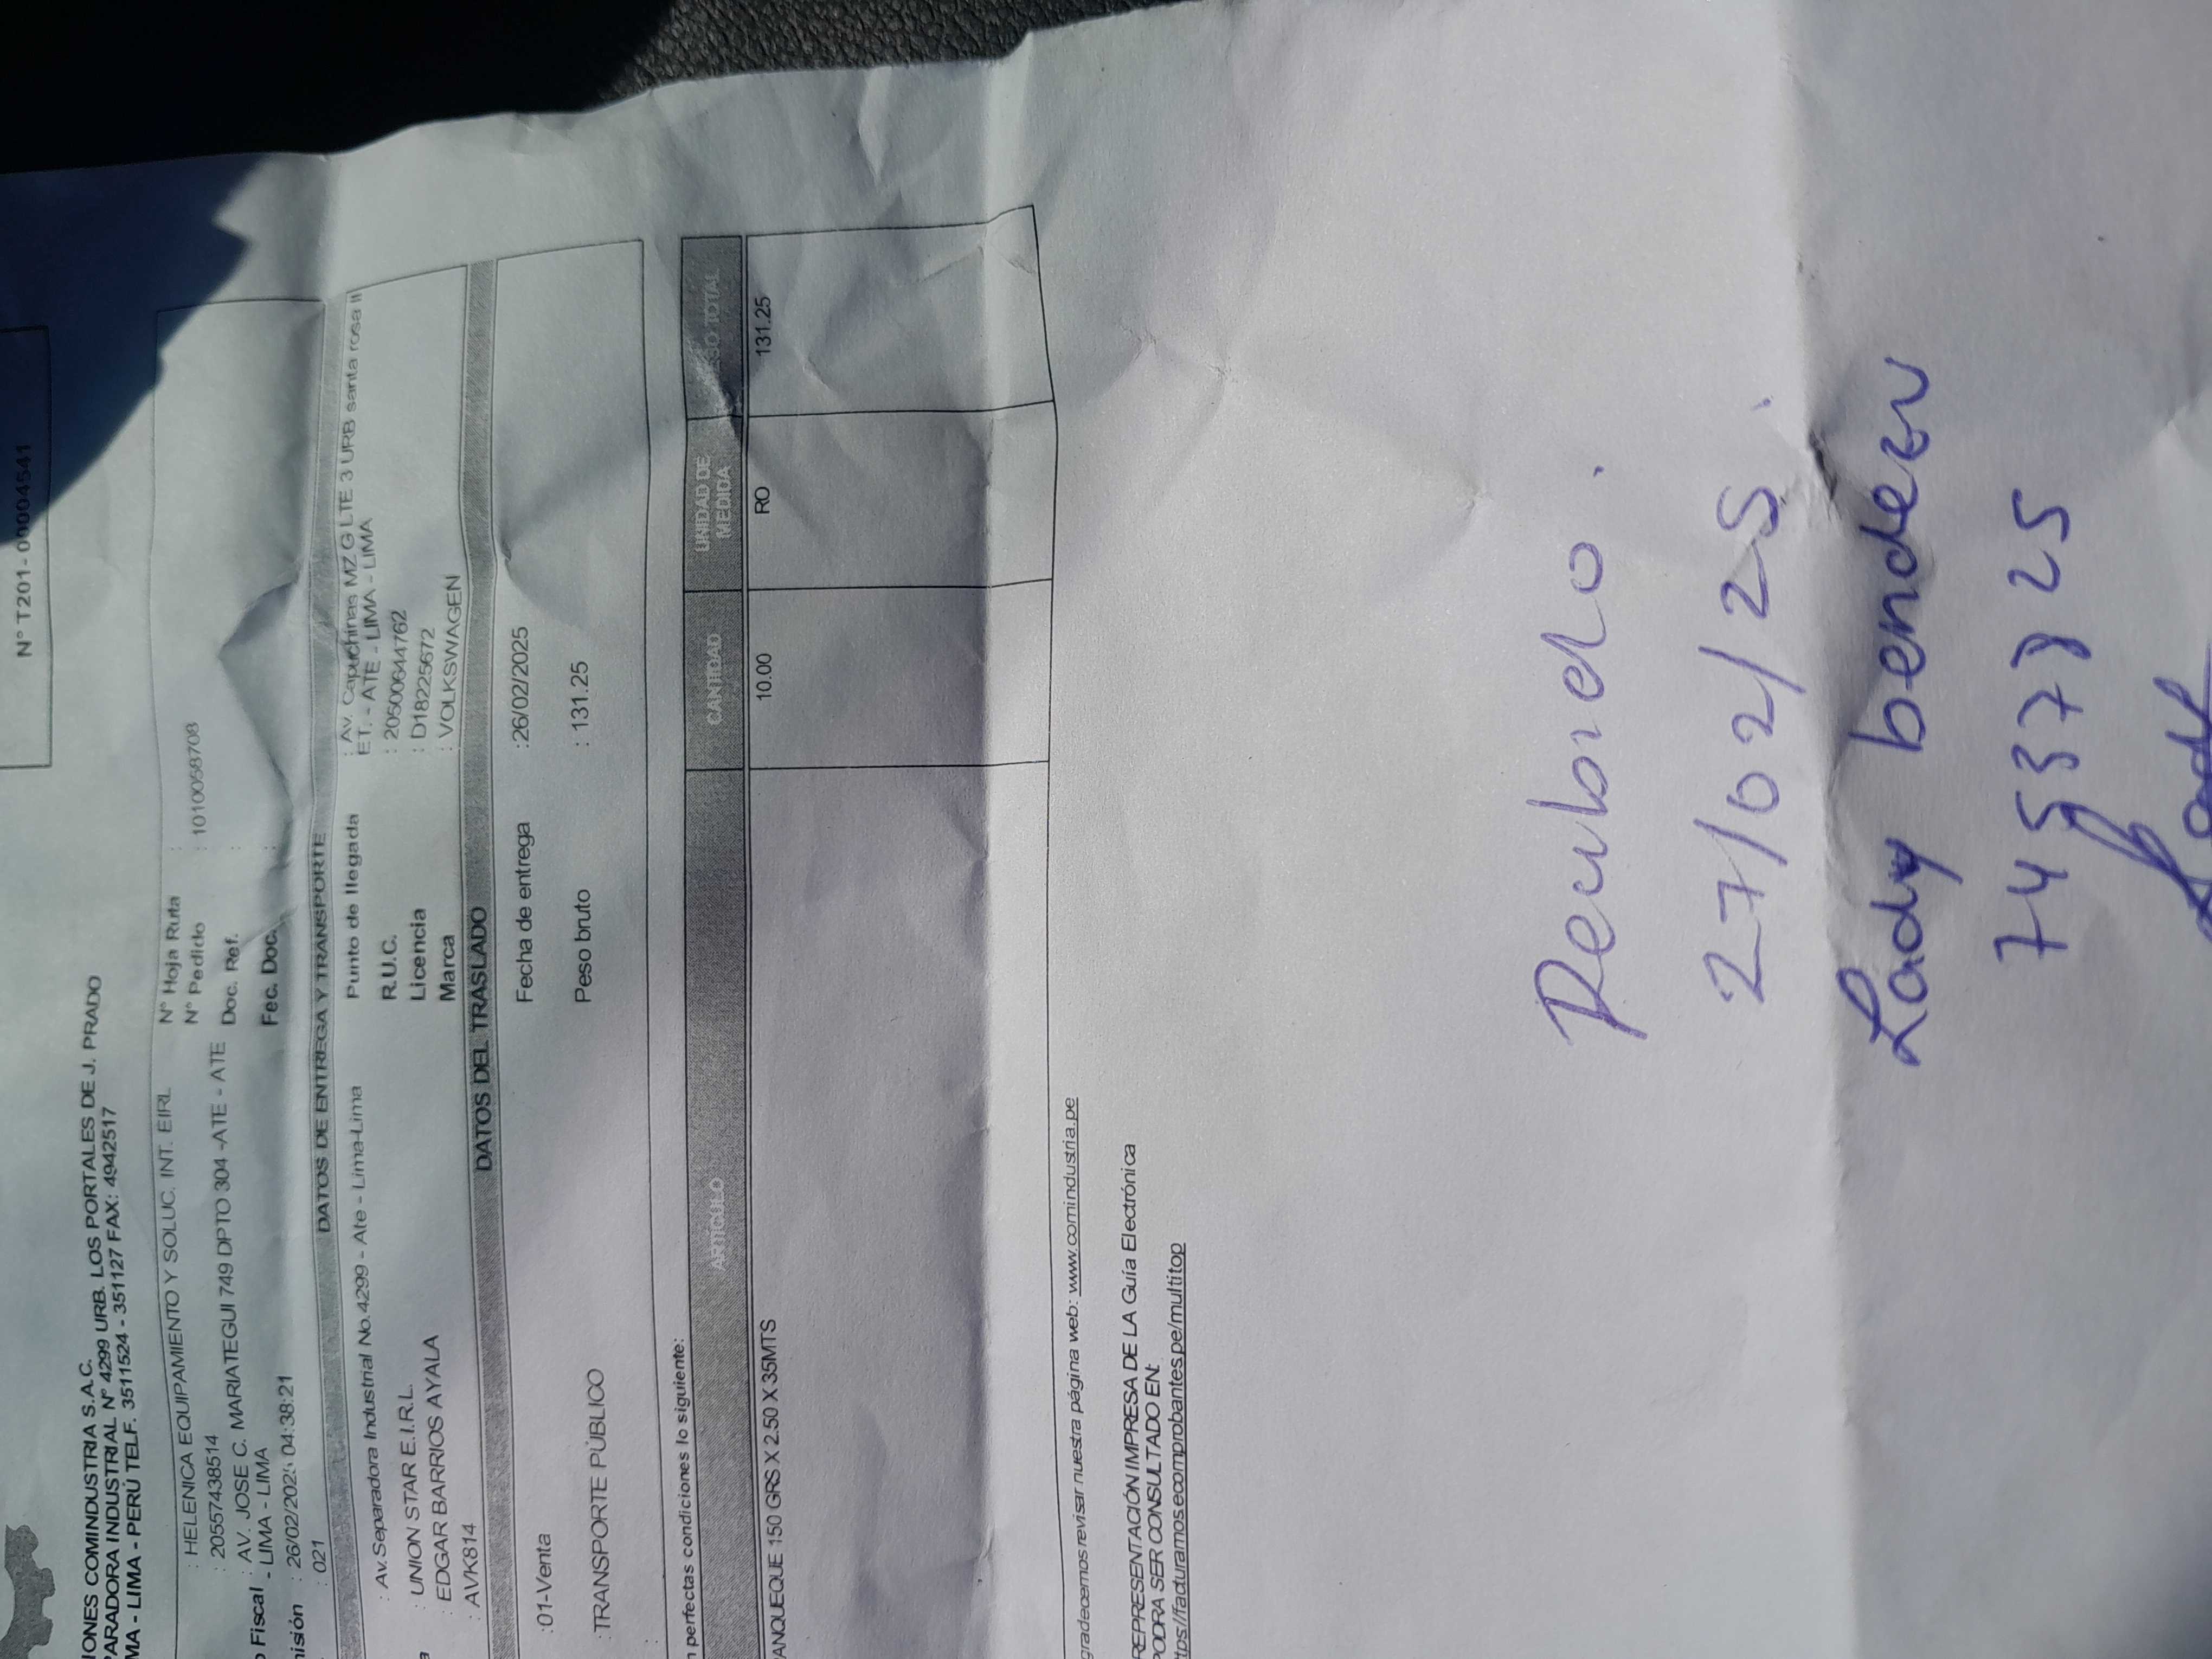 N° T201- 00004541
IONES COMINDUSTRIA S.A.C.
PARADORA INDUSTRIAL N° 4299 URB. LOS PORTALES DE J. PRADO
MA - LIMA - PERÚ TELF. 3511524 - 351127 FAX: 4942517
: HELENICA EQUIPAMIENTO Y SOLUC. INT. EIRL
N° Hoja Ruta :
: 20557438514
N° Pedido : 10100058708
: AV. JOSE C. MARIATEGUI 749 DPTO 304 -ATE - ATE
Doc. Ref. :
o Fiscal - LIMA - LIMA
Fec. Doc. :
misión : 26/02/2025 04:38:21
: 021
DATOS DE ENTREGA Y TRANSPORTE
: Av. Separadora Industrial No.4299 - Ate - Lima-Lima
Punto de llegada : Av. Capuchinas MZ G LTE 3 URB santa rosa II
ET. - ATE - LIMA - LIMA
: UNION STAR E.I.R.L.
R.U.C. : 20500644762
: EDGAR BARRIOS AYALA
Licencia : D18225672
: AVK814
Marca : VOLKSWAGEN
DATOS DEL TRASLADO
:01-Venta
Fecha de entrega :26/02/2025
:TRANSPORTE PÚBLICO
Peso bruto : 131.25
n perfectas condiciones lo siguiente:
ARTÍCULO CANTIDAD UNIDAD DE MEDIDA PESO TOTAL
ANQUEQUE 150 GRS X 2.50 X 35MTS 10.00 RO 131.25
gradecemos revisar nuestra página web: www.comindustria.pe
REPRESENTACIÓN IMPRESA DE LA Guía Electrónica
PODRA SER CONSULTADO EN:
ttps://facturamos.ecomprobantes.pe/multitop
Recibido.
27/02/25.
Lady bendezu
74537825